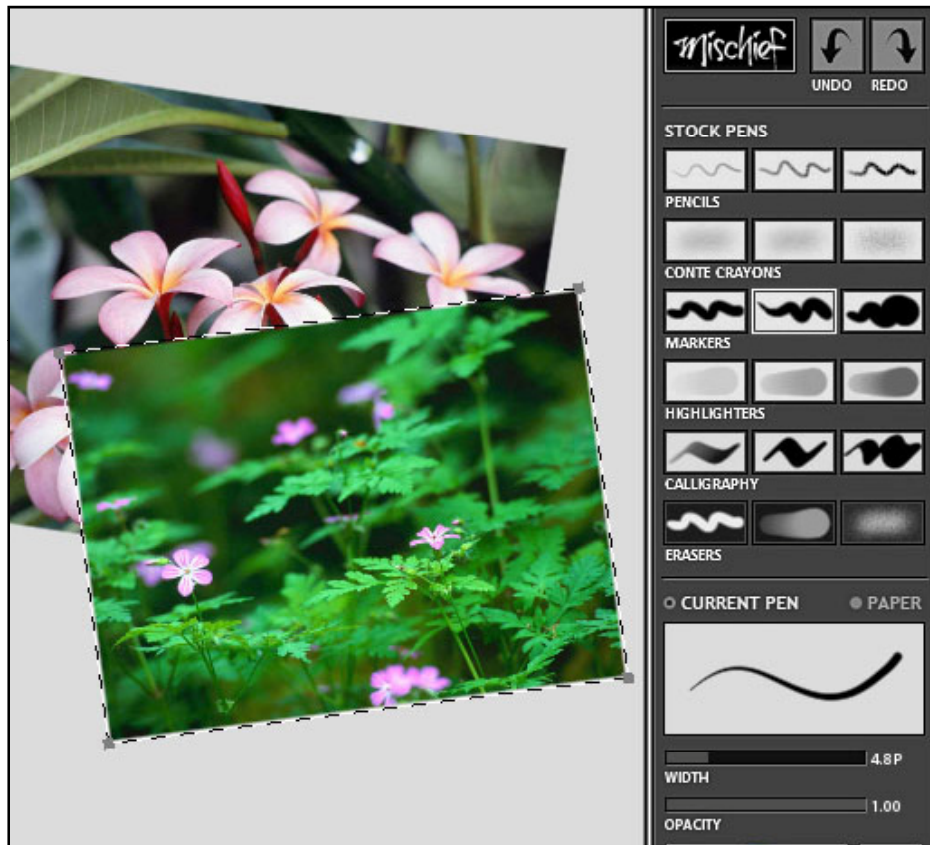 mischief
UNDO REDO
STOCK PENS
PENCILS
CONTE CRAYONS
MARKERS
HIGHLIGHTERS
CALLIGRAPHY
ERASERS
CURRENT PEN PAPER
4.8P
WIDTH
1.00
OPACITY